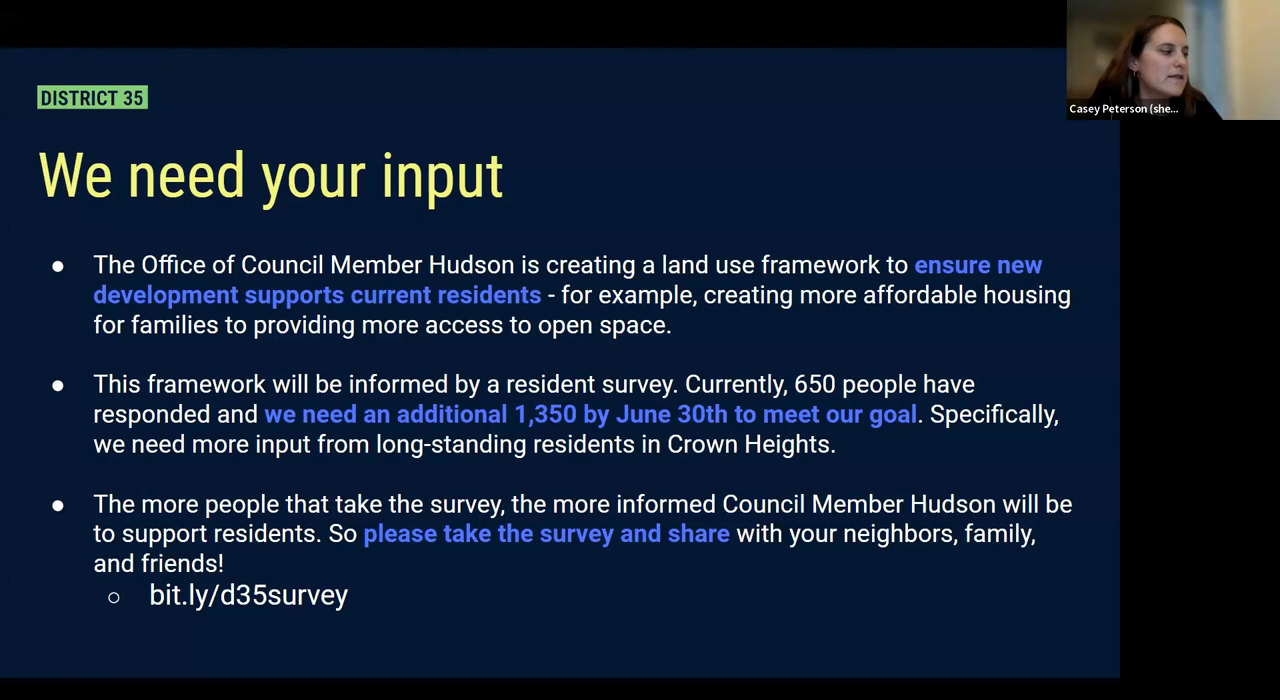 DISTRICT 35
We need your input
● The Office of Council Member Hudson is creating a land use framework to ensure new
development supports current residents - for example, creating more affordable housing
for families to providing more access to open space.
● This framework will be informed by a resident survey. Currently, 650 people have
responded and we need an additional 1,350 by June 30th to meet our goal. Specifically,
we need more input from long-standing residents in Crown Heights.
● The more people that take the survey, the more informed Council Member Hudson will be
to support residents. So please take the survey and share with your neighbors, family,
and friends!
○ bit.ly/d35survey
Casey Peterson (she...